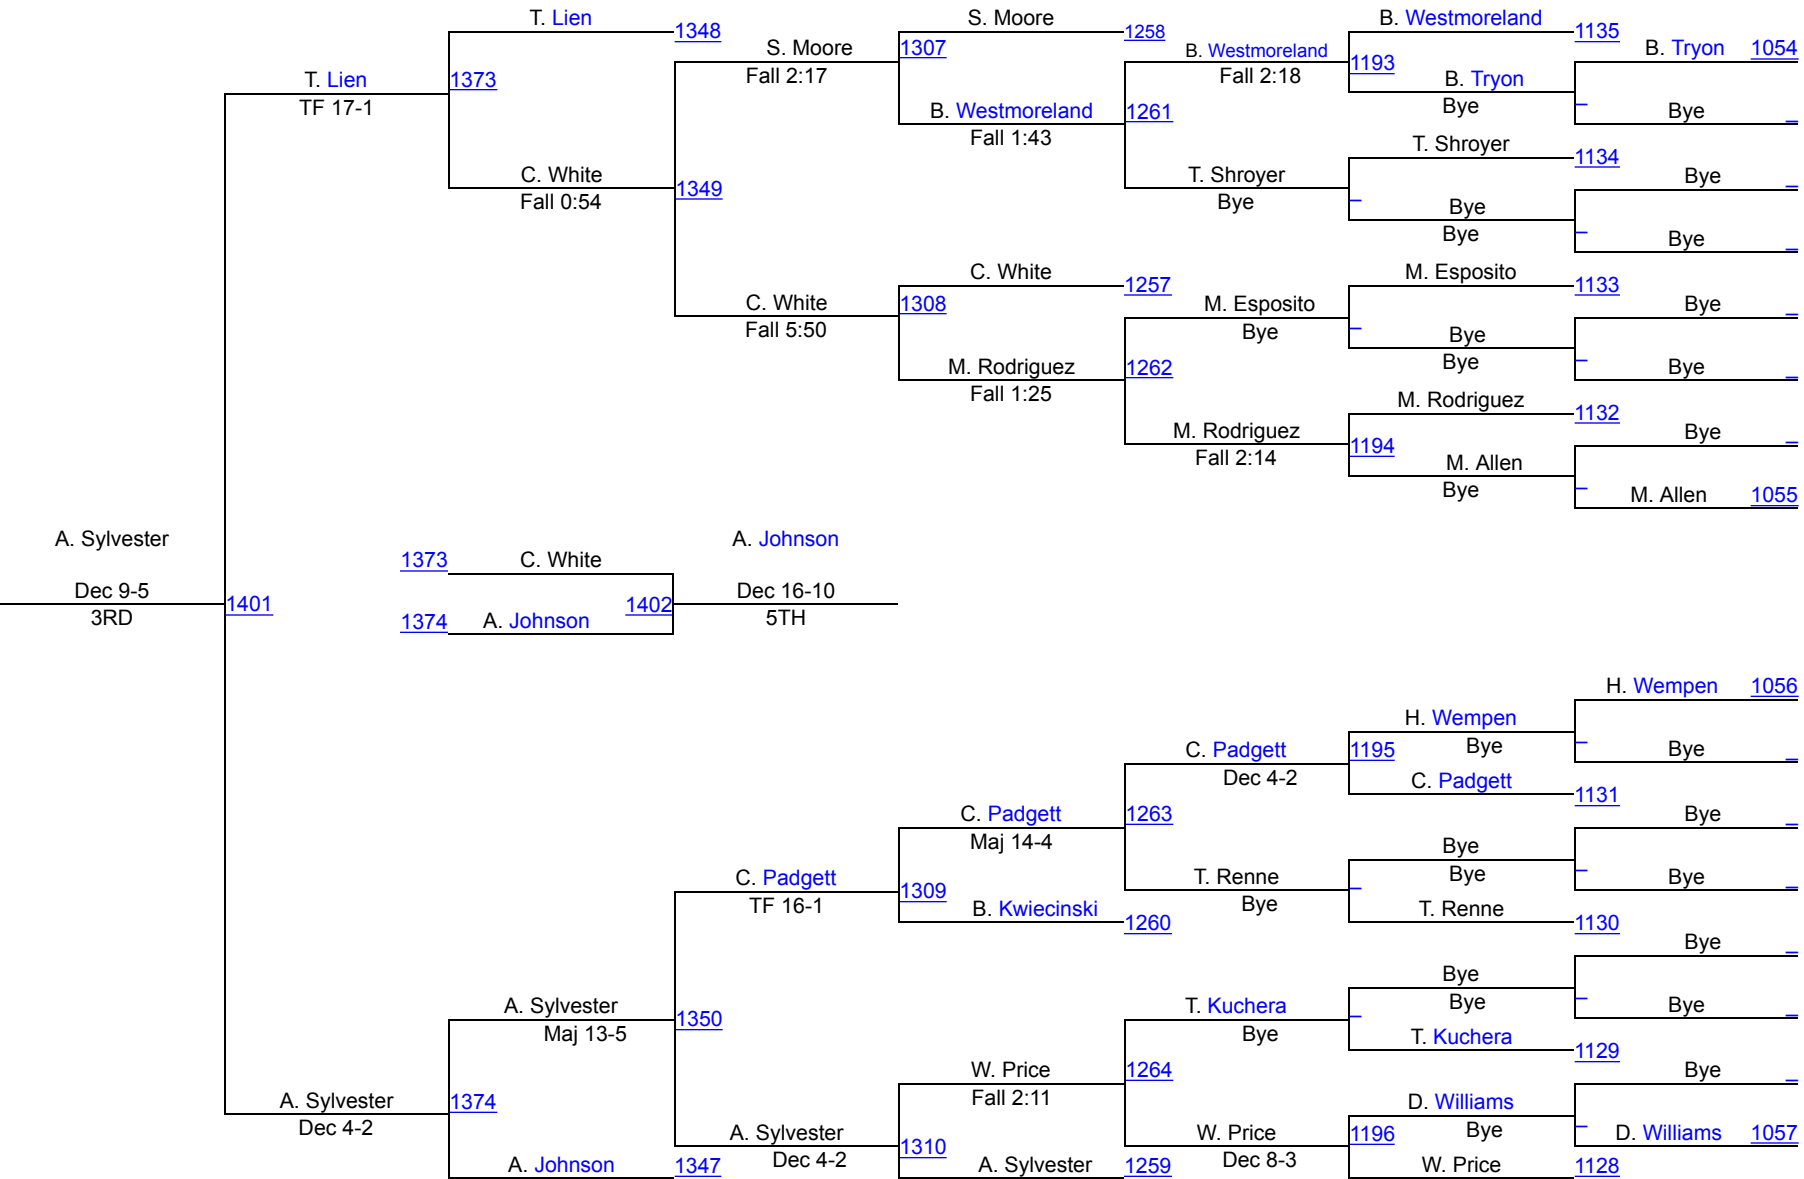 T. Lien
1348
S. Moore
1258
B. Westmoreland
1135
B. Tryon 1054
S. Moore
Fall 2:17
1307
B. Westmoreland
Fall 2:18
1193
B. Tryon
Bye
Bye
T. Lien
TF 17-1
1373
B. Westmoreland
Fall 1:43
1261
T. Shroyer
1134
Bye
C. White
Fall 0:54
1349
T. Shroyer
Bye
Bye
Bye
Bye
C. White
1257
M. Esposito
1133
Bye
C. White
Fall 5:50
1308
M. Esposito
Bye
Bye
Bye
Bye
M. Rodriguez
Fall 1:25
1262
M. Rodriguez
1132
Bye
M. Rodriguez
Fall 2:14
1194
M. Allen
Bye
M. Allen 1055
A. Sylvester
Dec 9-5
3RD
1401
1373 C. White
1374 A. Johnson
1402
A. Johnson
Dec 16-10
5TH
H. Wempen 1056
H. Wempen
Bye
Bye
C. Padgett
Dec 4-2
1195
C. Padgett
1131
C. Padgett
Maj 14-4
1263
Bye
Bye
Bye
Bye
C. Padgett
TF 16-1
1309
B. Kwiecinski
1260
T. Renne
Bye
T. Renne
1130
Bye
A. Sylvester
Maj 13-5
1350
T. Kuchera
Bye
Bye
Bye
Bye
T. Kuchera
1129
W. Price
Fall 2:11
1264
Bye
A. Sylvester
Dec 4-2
1374
A. Sylvester
Dec 4-2
1310
W. Price
Dec 8-3
1196
D. Williams
Bye
D. Williams 1057
A. Johnson
1347
A. Sylvester
1259
W. Price
1128